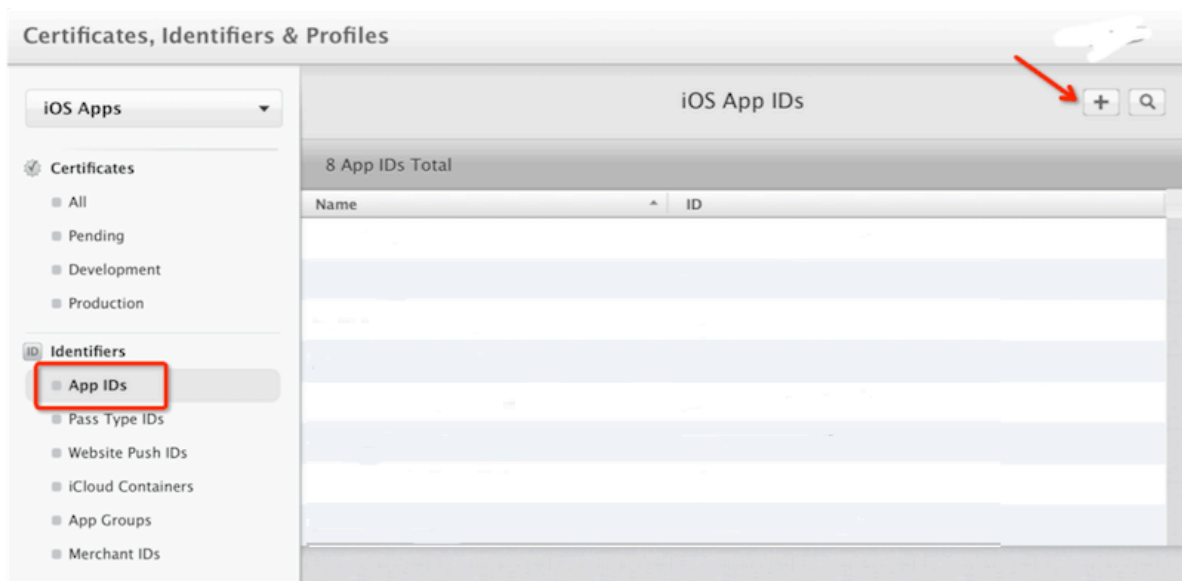 Certificates, Identifiers & Profiles
iOS Apps
iOS App IDs
Certificates
8 App IDs Total
All
Name
ID
Pending
Development
Production
ID Identifiers
App IDs
Pass Type IDs
Website Push IDs
iCloud Containers
App Groups
Merchant IDs